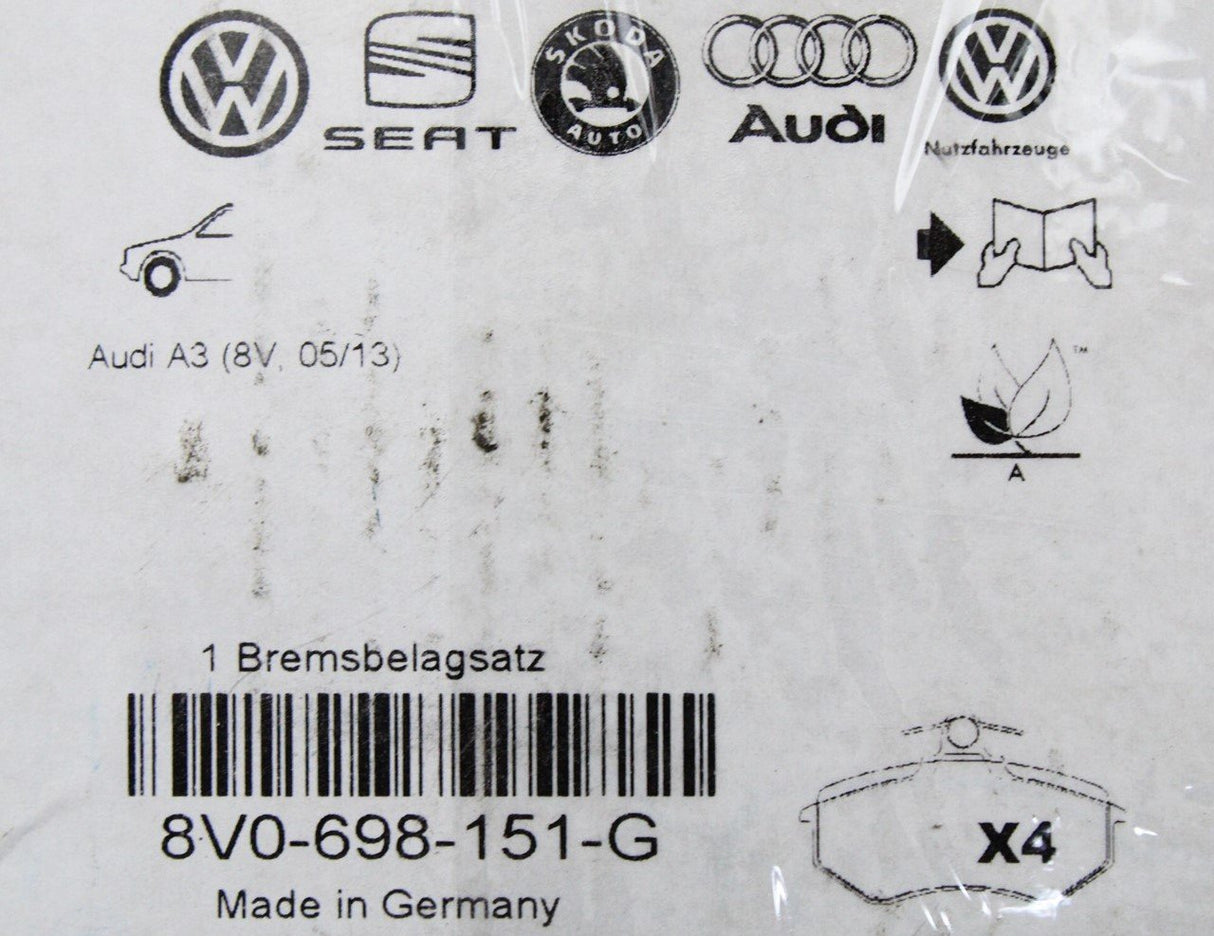 SEAT
SKODA
AUTO
Audi
Nutzfahrzeuge
Audi A3 (8V, 05/13)
TM
A
1 Bremsbelagsatz
8V0-698-151-G
Made in Germany
X4